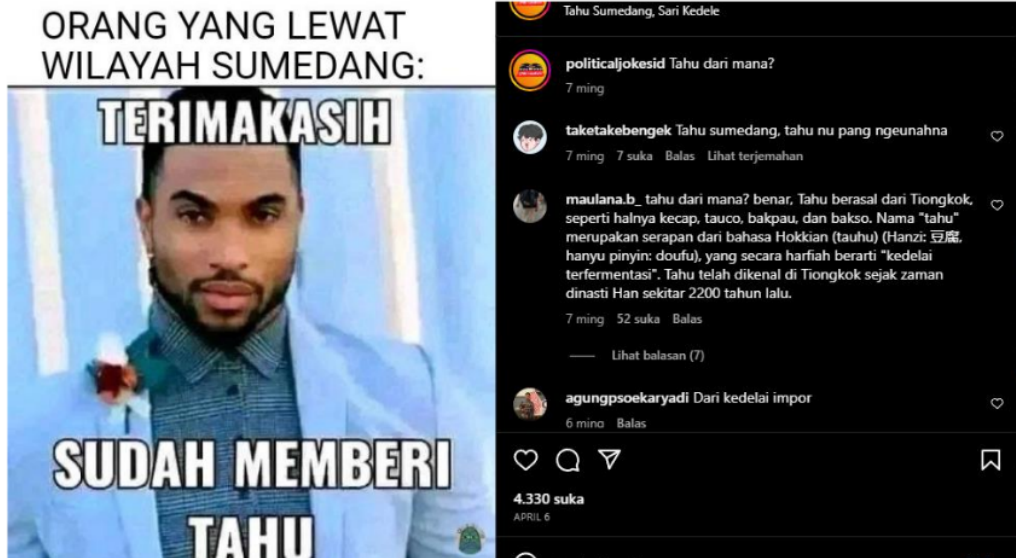 ORANG YANG LEWAT
WILAYAH SUMEDANG:
TERIMAKASIH
SUDAH MEMBERI
TAHU
Tahu Sumedang, Sari Kedele
politicaljokesid Tahu dari mana?
7 ming
taketakebengek Tahu sumedang, tahu nu pang ngeunahna
7 ming 7 suka Balas Lihat terjemahan
maulana.b_ tahu dari mana? benar, Tahu berasal dari Tiongkok,
seperti halnya kecap, tauco, bakpau, dan bakso. Nama "tahu"
merupakan serapan dari bahasa Hokkian (tauhu) (Hanzi: 豆腐,
hanyu pinyin: doufu), yang secara harfiah berarti "kedelai
terfermentasi". Tahu telah dikenal di Tiongkok sejak zaman
dinasti Han sekitar 2200 tahun lalu.
7 ming 52 suka Balas
Lihat balasan (7)
agungpsoekaryadi Dari kedelai impor
6 ming Balas
4.330 suka
APRIL 6